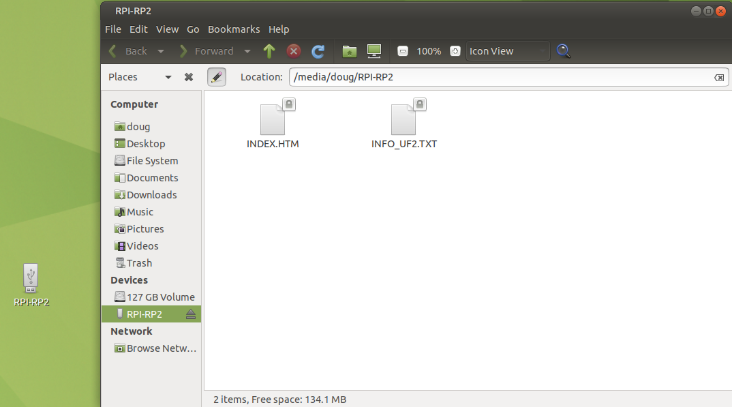 RPI-RP2
File Edit View Go Bookmarks Help
Back Forward 100% Icon View
Places Location: /media/doug/RPI-RP2
Computer
doug
Desktop
File System
Documents
Downloads
Music
Pictures
Videos
Trash
Devices
127 GB Volume
RPI-RP2
Network
Browse Netw...
INDEX.HTM INFO_UF2.TXT
RPI-RP2
2 items, Free space: 134.1 MB